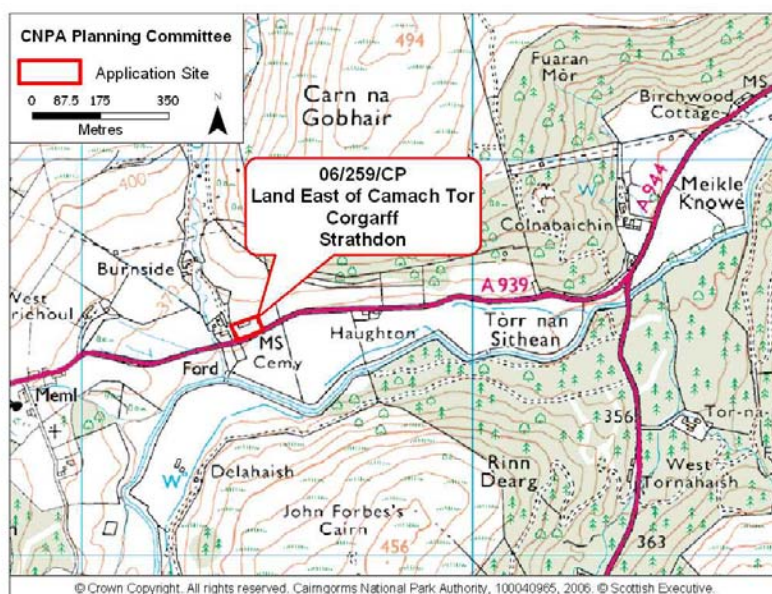 CNPA Planning Committee
Application Site
0 87.5 175 350
Metres
N
494
Fuaran
Mòr
MS
Birchwood
Cottage
Carn na
Gobhair
06/259/CP
Land East of Camach Tor
Corgarff
Strathdon
400
W
A 944
Meikle
Knowe
Colnabaichin
Burnside
370
A 939
West
richoul
Haughton
Tòrr nan
Sithean
MS
Cemy
Ford
Meml
356
Tor-na-
Delahaish
W
Rinn
Dearg
West
Tornahaish
John Forbes's
Cairn
456
363
© Crown Copyright. All rights reserved. Cairngorms National Park Authority, 100040965, 2006. © Scottish Executive.